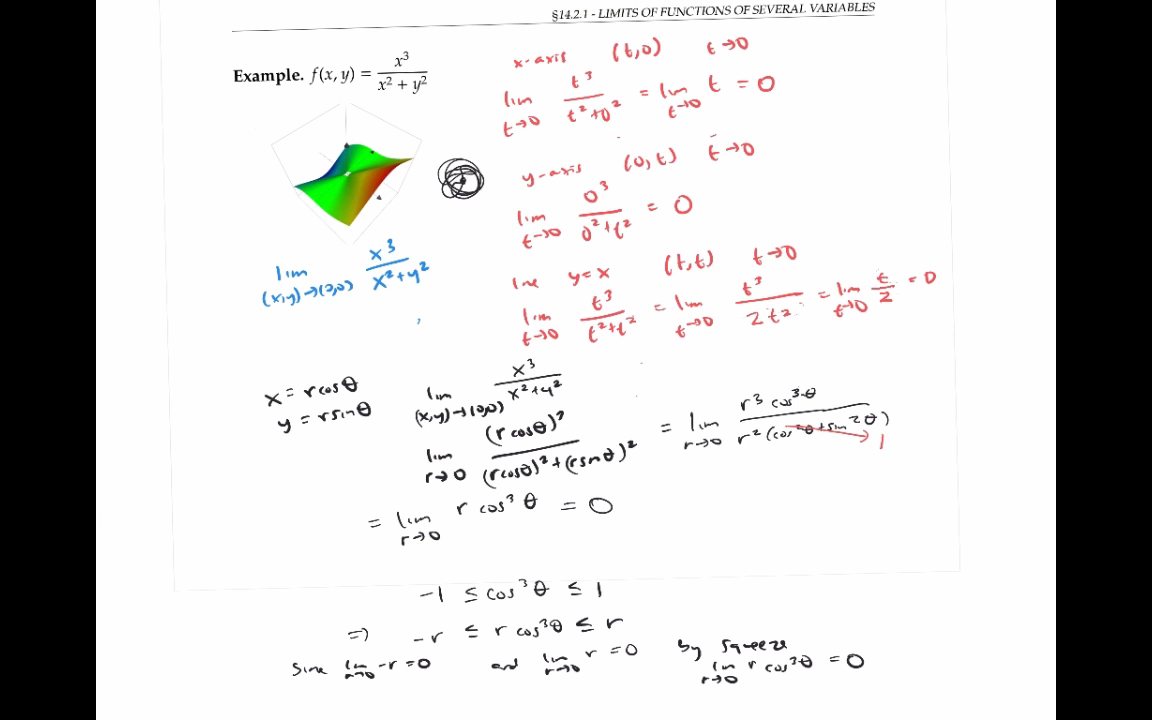 §14.2.1 - LIMITS OF FUNCTIONS OF SEVERAL VARIABLES
Example. f(x, y) = x³/(x² + y²)
x-axis (t,0) t→0
lim t→0 t³/(t²+0²) = lim t→0 t = 0
y-axis (0,t) t→0
lim t→0 0³/(0²+t²) = 0
lim (x,y)→(0,0) x³/(x²+y²)
line y=x (t,t) t→0
lim t→0 t³/(t²+t²) = lim t→0 t³/2t² = lim t→0 t/2 = 0
x = r cos θ
y = r sin θ
lim (x,y)→(0,0) x³/(x²+y²)
lim r→0 (r cos θ)³/((r cos θ)²+(r sin θ)²) = lim r→0 r³ cos³θ/(r²(cos²θ+sin²θ)) → 1
= lim r→0 r cos³θ = 0
-1 ≤ cos³θ ≤ 1
⇒ -r ≤ r cos³θ ≤ r
Since lim r→0 -r = 0 and lim r→0 r = 0 by squeeze
lim r→0 r cos³θ = 0